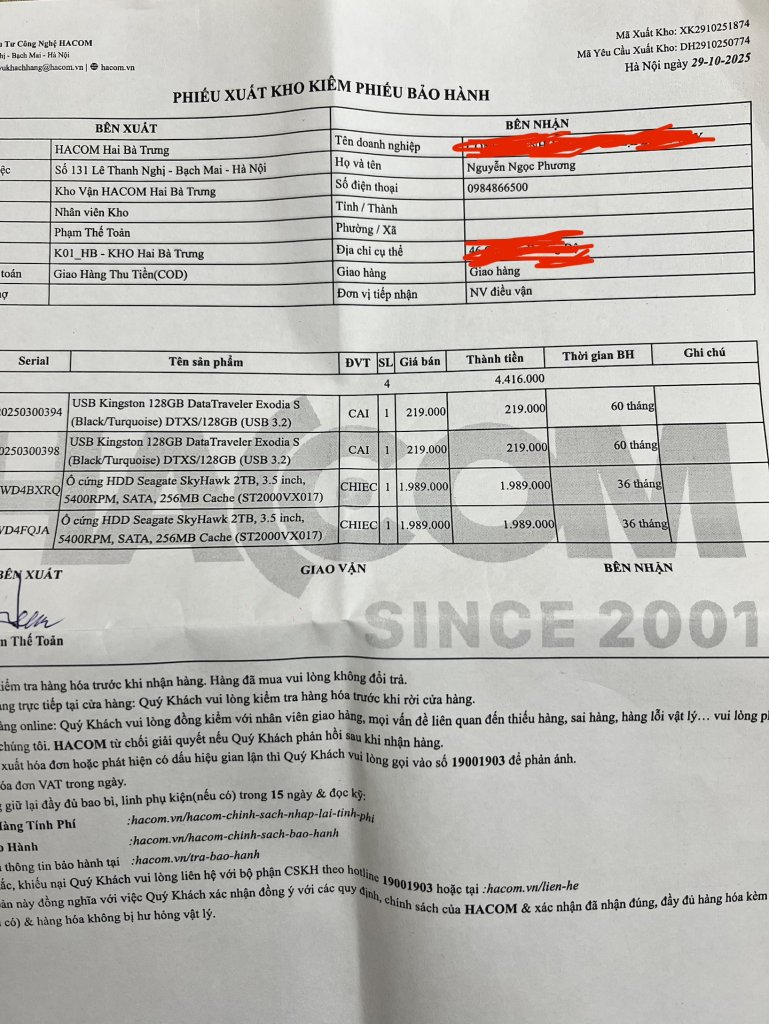 u Tư Công Nghệ HACOM
hị - Bạch Mai - Hà Nội
vukhachhang@hacom.vn | hacom.vn
Mã Xuất Kho: XK2910251874
Mã Yêu Cầu Xuất Kho: DH2910250774
Hà Nội ngày 29-10-2025
PHIẾU XUẤT KHO KIÊM PHIẾU BẢO HÀNH
BÊN XUẤT BÊN NHẬN
HACOM Hai Bà Trưng Tên doanh nghiệp
ệc Số 131 Lê Thanh Nghị - Bạch Mai - Hà Nội Họ và tên Nguyễn Ngọc Phương
Kho Vận HACOM Hai Bà Trưng Số điện thoại 0984866500
Nhân viên Kho Tỉnh / Thành
Phạm Thế Toản Phường / Xã
K01_HB - KHO Hai Bà Trưng Địa chỉ cụ thể 46
toán Giao Hàng Thu Tiền(COD) Giao hàng Giao hàng
ợ Đơn vị tiếp nhận NV điều vận
Serial Tên sản phẩm ĐVT SL Giá bán Thành tiền Thời gian BH Ghi chú
4 4.416.000
0250300394 USB Kingston 128GB DataTraveler Exodia S (Black/Turquoise) DTXS/128GB (USB 3.2) CAI 1 219.000 219.000 60 tháng
0250300398 USB Kingston 128GB DataTraveler Exodia S (Black/Turquoise) DTXS/128GB (USB 3.2) CAI 1 219.000 219.000 60 tháng
WD4BXRQ Ổ cứng HDD Seagate SkyHawk 2TB, 3.5 inch, 5400RPM, SATA, 256MB Cache (ST2000VX017) CHIEC 1 1.989.000 1.989.000 36 tháng
WD4FQJA Ổ cứng HDD Seagate SkyHawk 2TB, 3.5 inch, 5400RPM, SATA, 256MB Cache (ST2000VX017) CHIEC 1 1.989.000 1.989.000 36 tháng
HACOM
SINCE 2001
BÊN XUẤT GIAO VẬN BÊN NHẬN
n Thế Toản
iểm tra hàng hóa trước khi nhận hàng. Hàng đã mua vui lòng không đổi trả.
ng trực tiếp tại cửa hàng: Quý Khách vui lòng kiểm tra hàng hóa trước khi rời cửa hàng.
àng online: Quý Khách vui lòng đồng kiểm với nhân viên giao hàng, mọi vấn đề liên quan đến thiếu hàng, sai hàng, hàng lỗi vật lý... vui lòng p
chúng tôi. HACOM từ chối giải quyết nếu Quý Khách phản hồi sau khi nhận hàng.
xuất hóa đơn hoặc phát hiện có dấu hiệu gian lận thì Quý Khách vui lòng gọi vào số 19001903 để phản ánh.
óa đơn VAT trong ngày.
g giữ lại đầy đủ bao bì, linh phụ kiện(nếu có) trong 15 ngày & đọc kỹ:
Hàng Tính Phí :hacom.vn/hacom-chinh-sach-nhap-lai-tinh-phi
o Hành :hacom.vn/hacom-chinh-sach-bao-hanh
u thông tin bảo hành tại :hacom.vn/tra-bao-hanh
ắc, khiếu nại Quý Khách vui lòng liên hệ với bộ phận CSKH theo hotline 19001903 hoặc tại :hacom.vn/lien-he
bản này đồng nghĩa với việc Quý Khách xác nhận đồng ý với các quy định, chính sách của HACOM & xác nhận đã nhận đúng, đầy đủ hàng hóa kèm
có) & hàng hóa không bị hư hỏng vật lý.